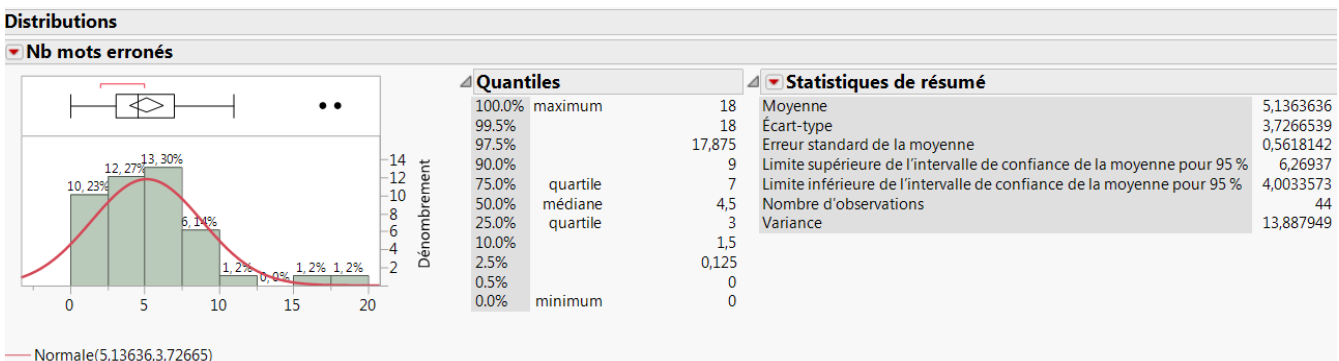 Distributions
Nb mots erronés
10, 23%
12, 27%
13, 30%
6, 14%
1, 2%
0, 0%
1, 2%
1, 2%
14
12
10
8
6
4
2
Dénombrement
0 5 10 15 20
Normale(5,13636,3,72665)
Quantiles
100.0% maximum 18
99.5% 18
97.5% 17,875
90.0% 9
75.0% quartile 7
50.0% médiane 4,5
25.0% quartile 3
10.0% 1,5
2.5% 0,125
0.5% 0
0.0% minimum 0
Statistiques de résumé
Moyenne 5,1363636
Écart-type 3,7266539
Erreur standard de la moyenne 0,5618142
Limite supérieure de l'intervalle de confiance de la moyenne pour 95 % 6,26937
Limite inférieure de l'intervalle de confiance de la moyenne pour 95 % 4,0033573
Nombre d'observations 44
Variance 13,887949